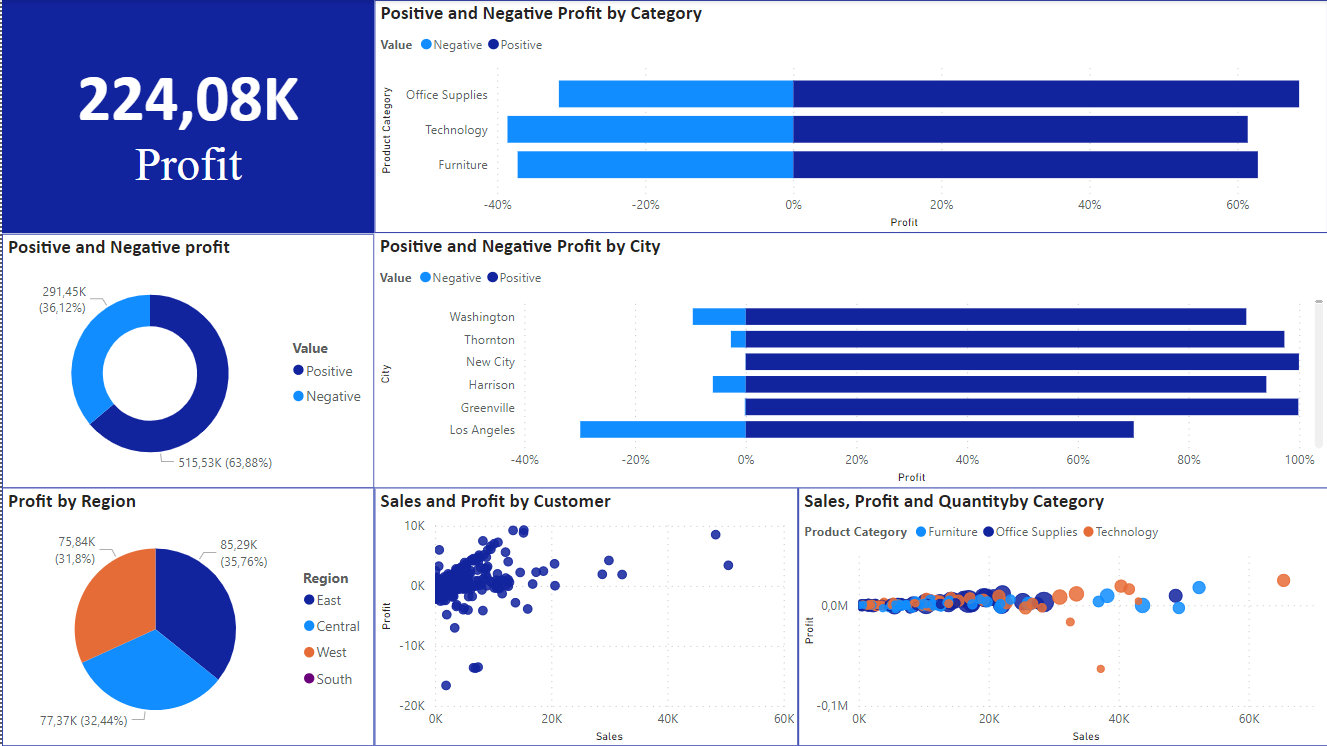 224,08K
Profit
Positive and Negative Profit by Category
Value Negative Positive
Product Category
Office Supplies
Technology
Furniture
-40% -20% 0% 20% 40% 60%
Profit
Positive and Negative profit
291,45K
(36,12%)
Value
Positive
Negative
515,53K (63,88%)
Positive and Negative Profit by City
Value Negative Positive
City
Washington
Thornton
New City
Harrison
Greenville
Los Angeles
-40% -20% 0% 20% 40% 60% 80% 100%
Profit
Profit by Region
75,84K
(31,8%)
85,29K
(35,76%)
Region
East
Central
West
South
77,37K (32,44%)
Sales and Profit by Customer
Profit
10K
0K
-10K
-20K
0K 20K 40K 60K
Sales
Sales, Profit and Quantityby Category
Product Category Furniture Office Supplies Technology
Profit
0,0M
-0,1M
0K 20K 40K 60K
Sales